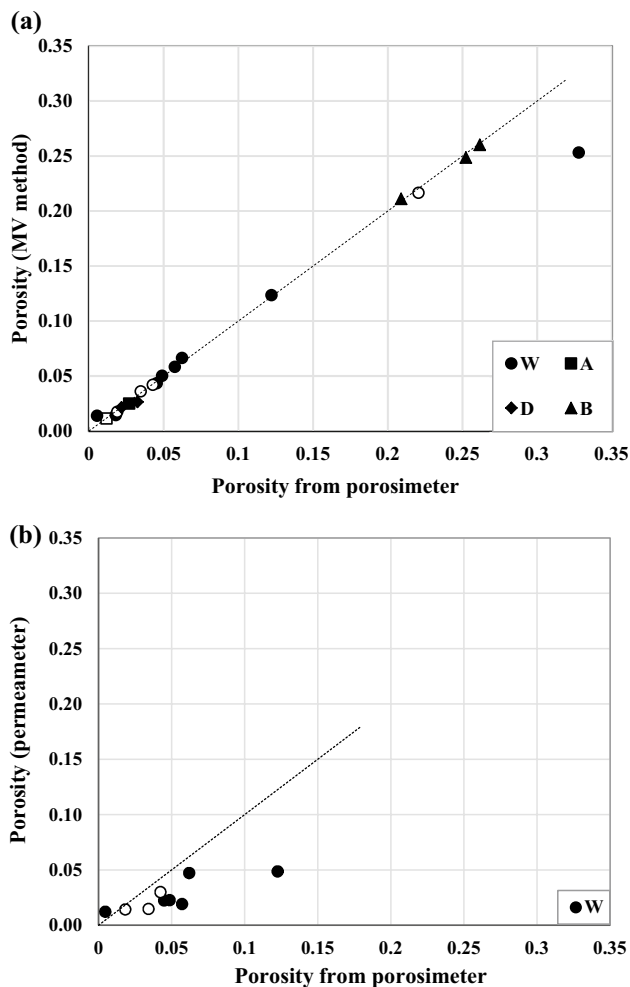 (a)
0.35
0.30
0.25
0.20
0.15
0.10
0.05
0.00
Porosity (MV method)
W A
D B
0 0.05 0.1 0.15 0.2 0.25 0.3 0.35
Porosity from porosimeter
(b)
0.35
0.30
0.25
0.20
0.15
0.10
0.05
0.00
Porosity (permeameter)
W
0 0.05 0.1 0.15 0.2 0.25 0.3 0.35
Porosity from porosimeter